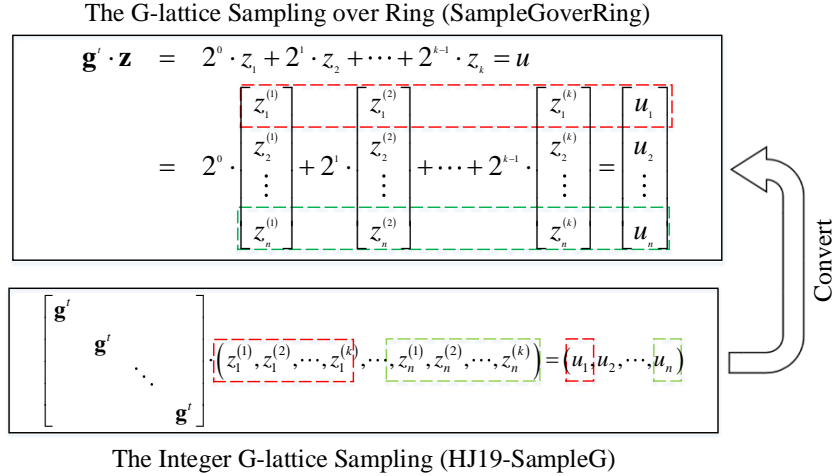 The G-lattice Sampling over Ring (SampleGoverRing)
𝐠^t · 𝐳 = 2^0 · z_1 + 2^1 · z_2 + ⋯ + 2^{k-1} · z_k = u
= 2^0 · [z_1^{(1)} z_2^{(1)} ⋮ z_n^{(1)}] + 2^1 · [z_1^{(2)} z_2^{(2)} ⋮ z_n^{(2)}] + ⋯ + 2^{k-1} · [z_1^{(k)} z_2^{(k)} ⋮ z_n^{(k)}] = [u_1 u_2 ⋮ u_n]
Convert
[𝐠^t 𝐠^t ⋱ 𝐠^t] · (z_1^{(1)}, z_1^{(2)}, ⋯, z_1^{(k)}, ⋯, z_n^{(1)}, z_n^{(2)}, ⋯, z_n^{(k)}) = (u_1, u_2, ⋯, u_n)
The Integer G-lattice Sampling (HJ19-SampleG)